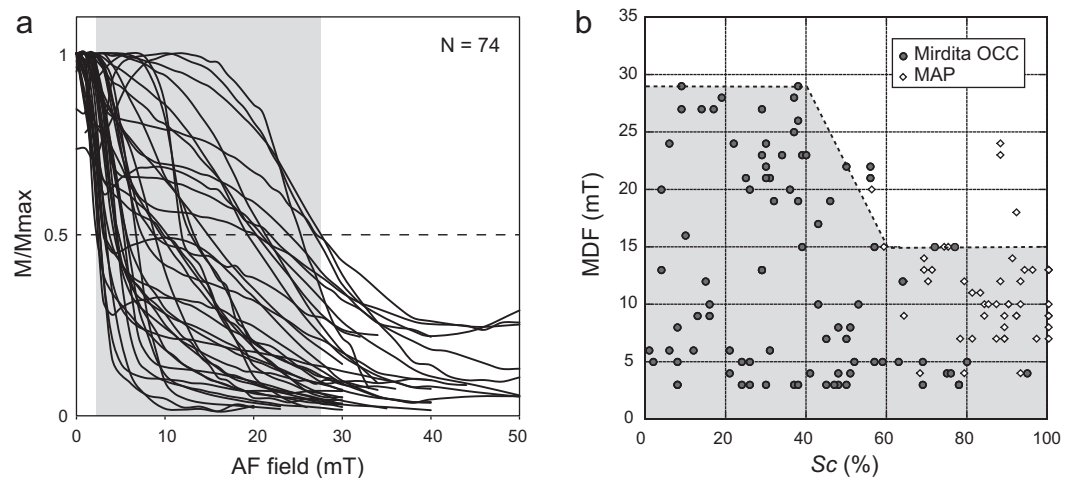 a
N = 74
1
0.5
0
M/Mmax
0 10 20 30 40 50
AF field (mT)
b
35
30
25
20
15
10
5
0
MDF (mT)
Mirdita OCC
MAP
0 20 40 60 80 100
Sc (%)